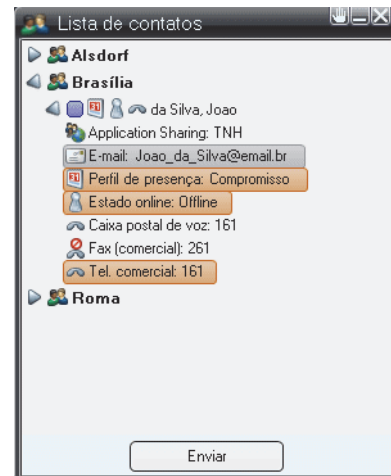 Lista de contatos
Alsdorf
Brasília
da Silva, Joao
Application Sharing: TNH
E-mail: Joao_da_Silva@email.br
Perfil de presença: Compromisso
Estado online: Offline
Caixa postal de voz: 161
Fax (comercial): 261
Tel. comercial: 161
Roma
Enviar